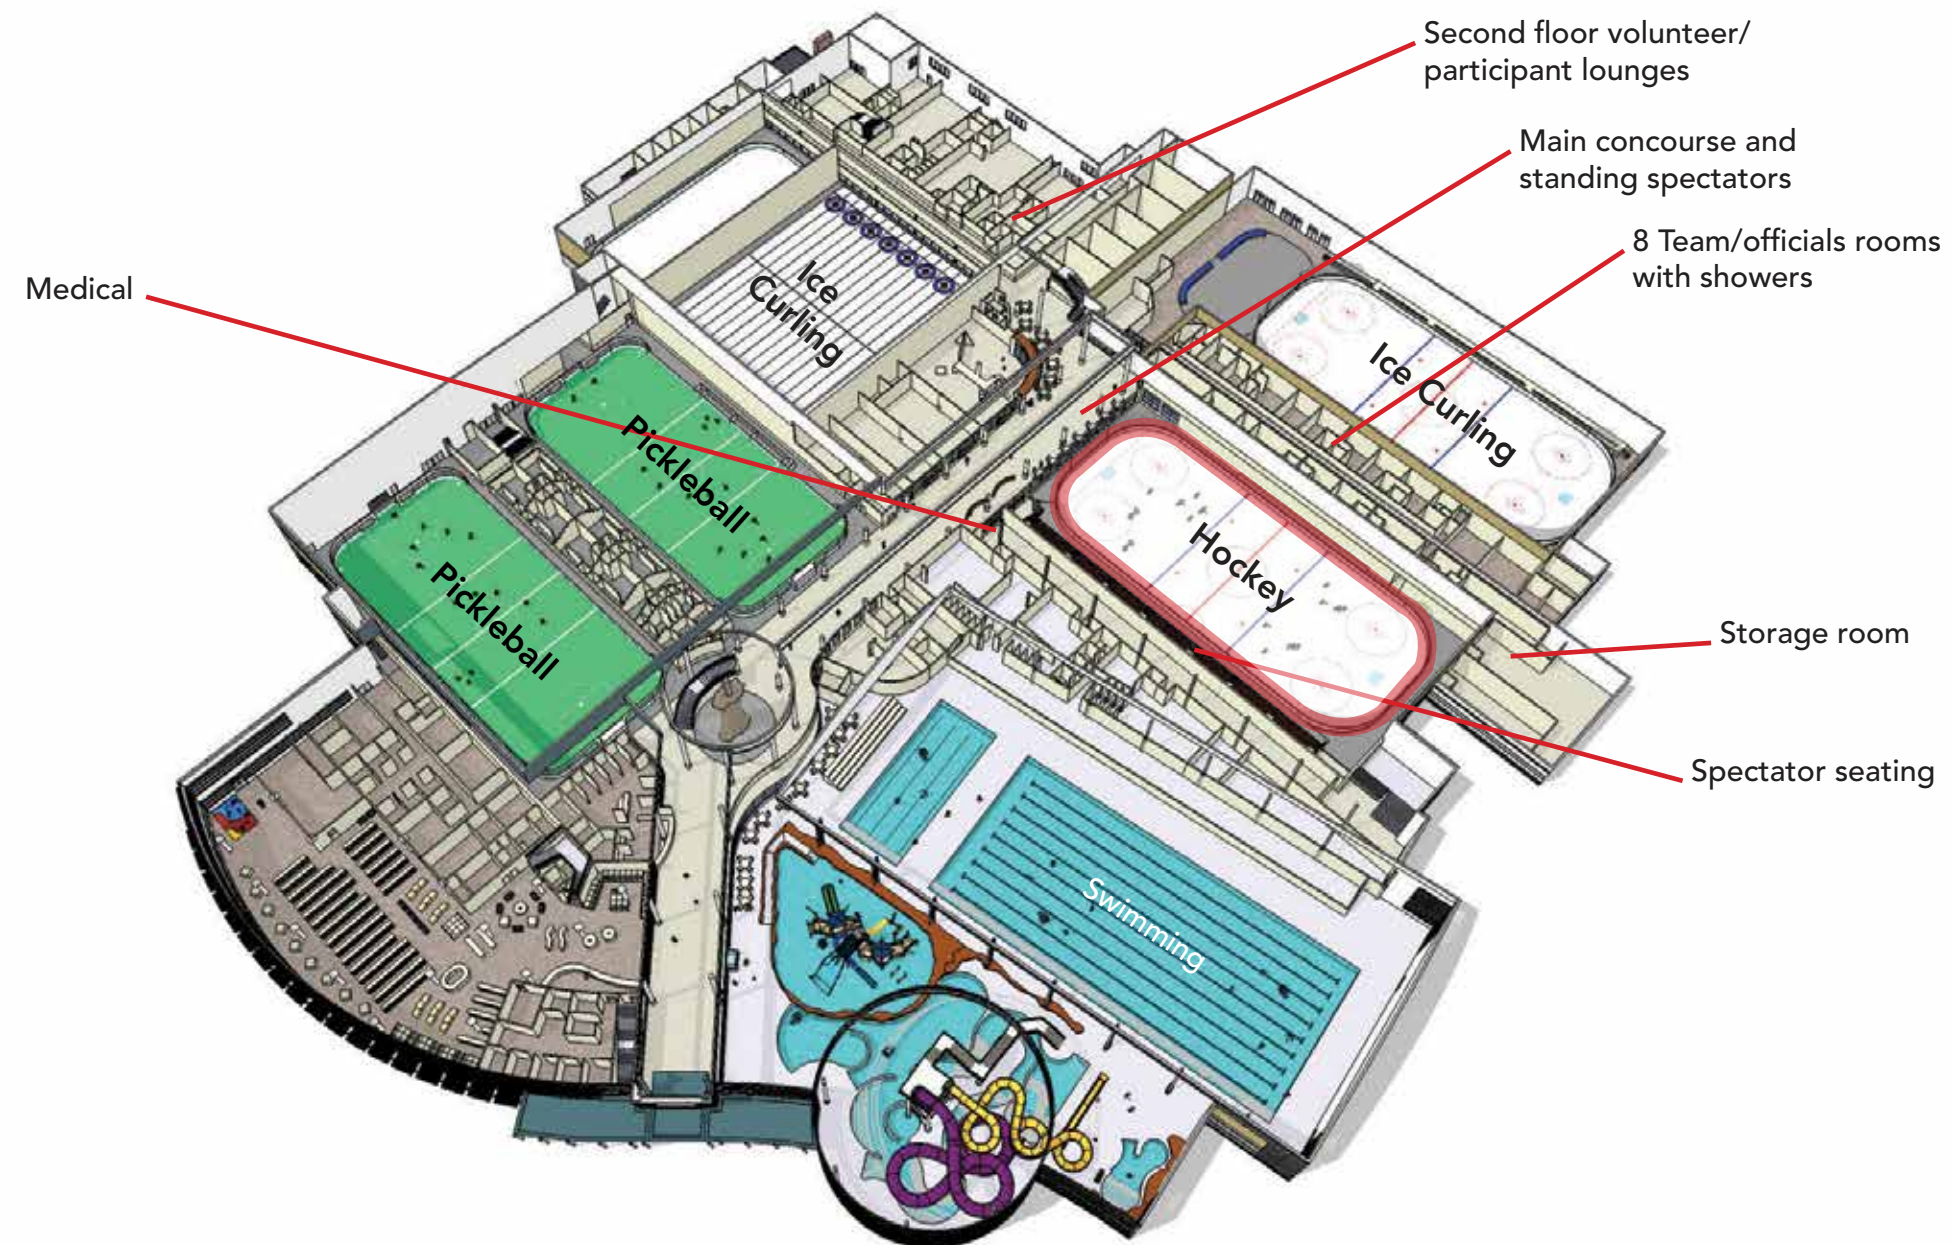 Second floor volunteer/
participant lounges
Main concourse and
standing spectators
8 Team/officials rooms
with showers
Medical
Ice
Curling
Ice Curling
Pickleball
Hockey
Pickleball
Storage room
Spectator seating
Swimming